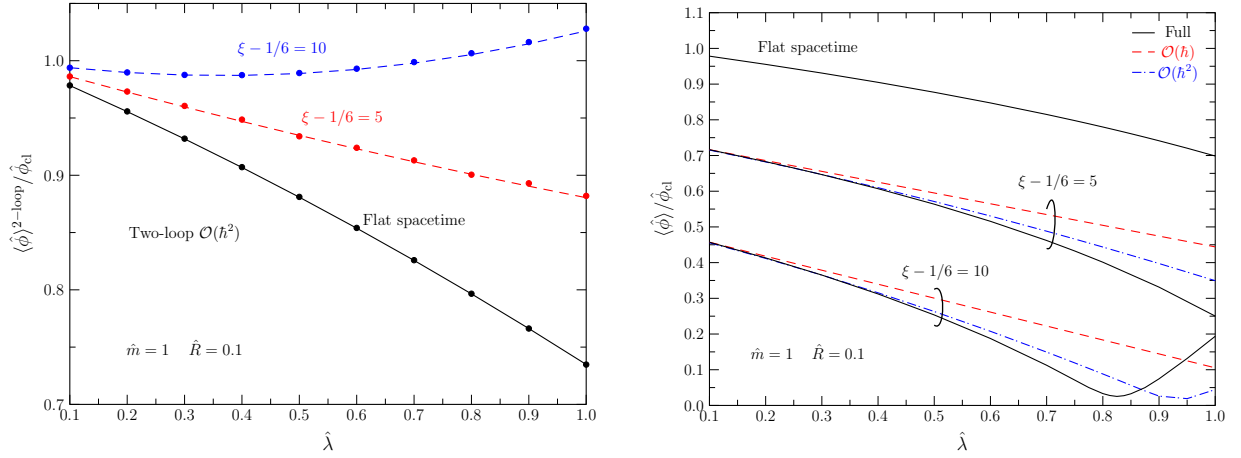 ⟨ϕ̂⟩²⁻ˡᵒᵒᵖ/ϕ̂_cl
1.0
0.9
0.8
0.7
ξ − 1/6 = 10
ξ − 1/6 = 5
Flat spacetime
Two-loop 𝒪(ħ²)
m̂ = 1 R̂ = 0.1
0.1 0.2 0.3 0.4 0.5 0.6 0.7 0.8 0.9 1.0
λ̂
⟨ϕ̂⟩/ϕ̂_cl
1.1
1.0
0.9
0.8
0.7
0.6
0.5
0.4
0.3
0.2
0.1
0.0
Full
𝒪(ħ)
𝒪(ħ²)
Flat spacetime
ξ − 1/6 = 5
ξ − 1/6 = 10
m̂ = 1 R̂ = 0.1
0.1 0.2 0.3 0.4 0.5 0.6 0.7 0.8 0.9 1.0
λ̂